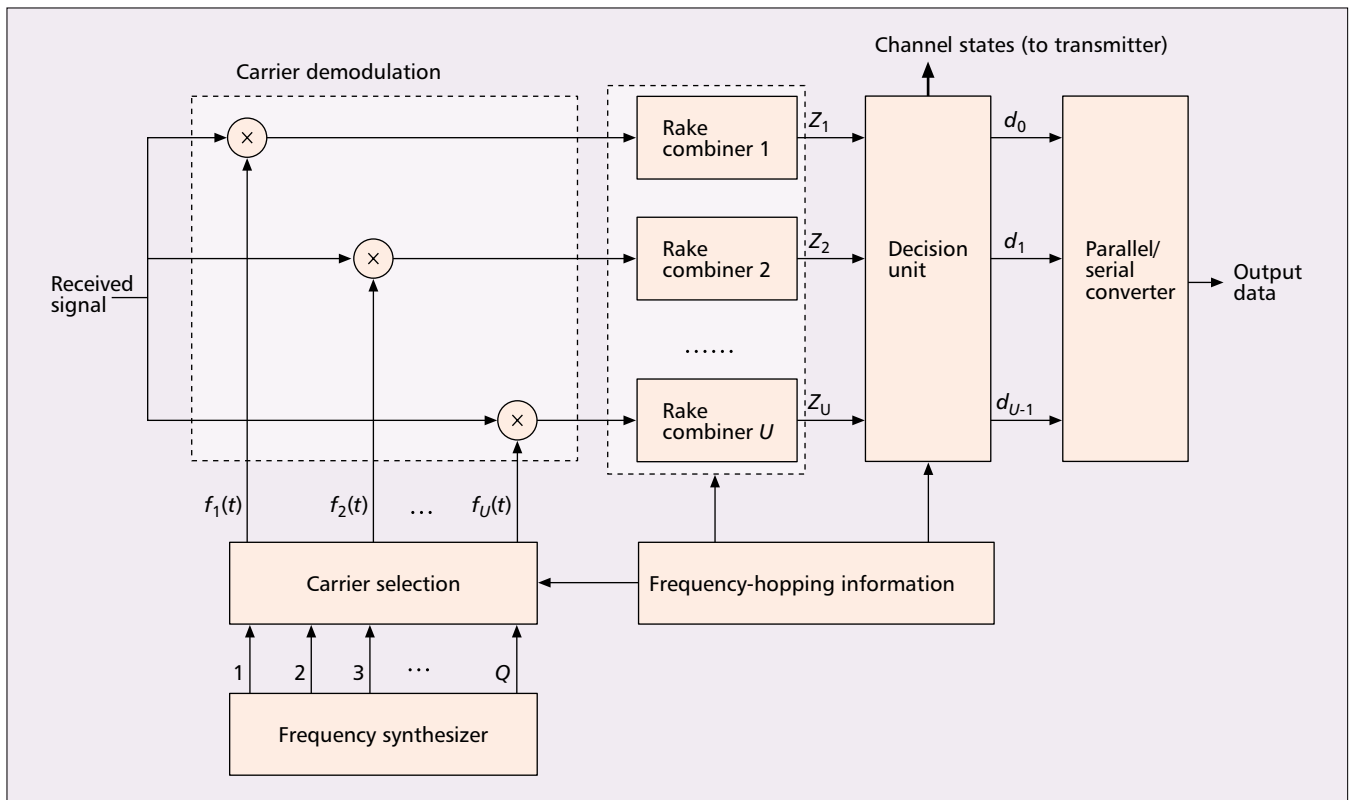 Channel states (to transmitter)
Carrier demodulation
×
Rake
combiner 1
Z1
d0
×
Rake
combiner 2
Z2
Decision
unit
d1
Parallel/
serial
converter
Received
signal
Output
data
......
×
Rake
combiner U
ZU
dU-1
f1(t)
f2(t)
...
fU(t)
Carrier selection
Frequency-hopping information
1
2
3
...
Q
Frequency synthesizer